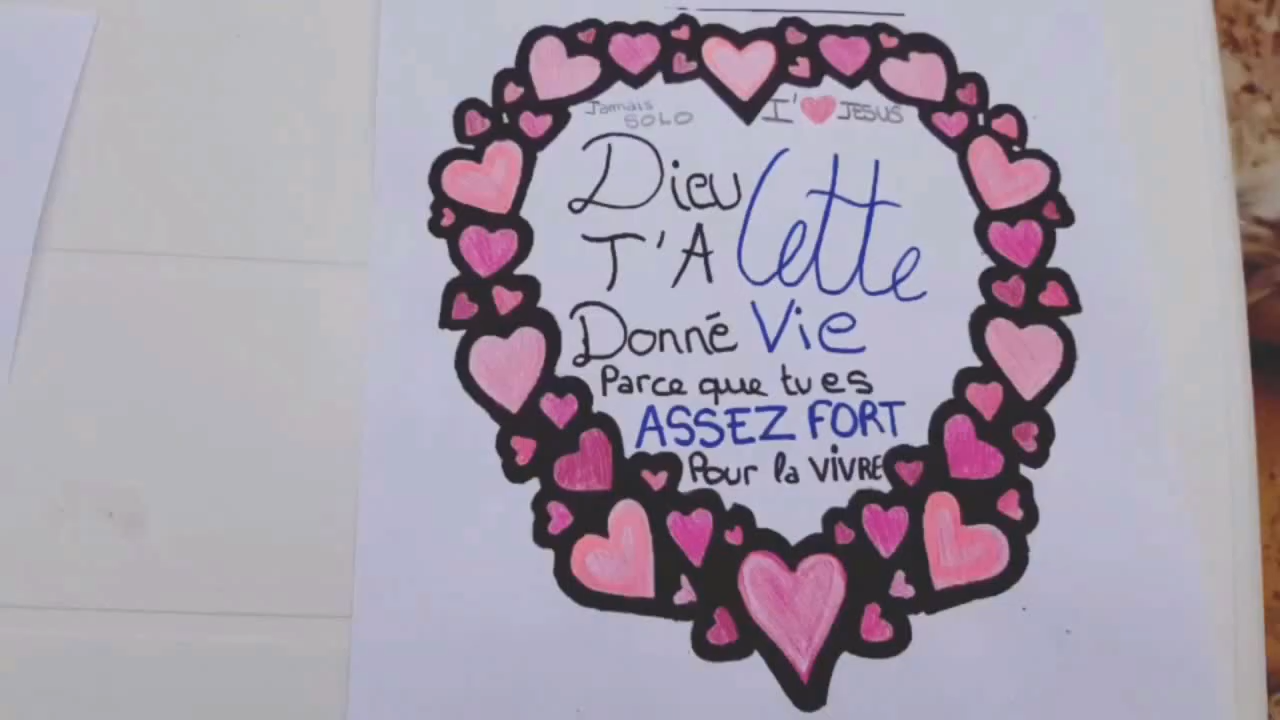 Jamais
SOLO
I'❤ JESUS
Dieu
T'A Cette
Donné Vie
Parce que tu es
ASSEZ FORT
Pour la VIVRE